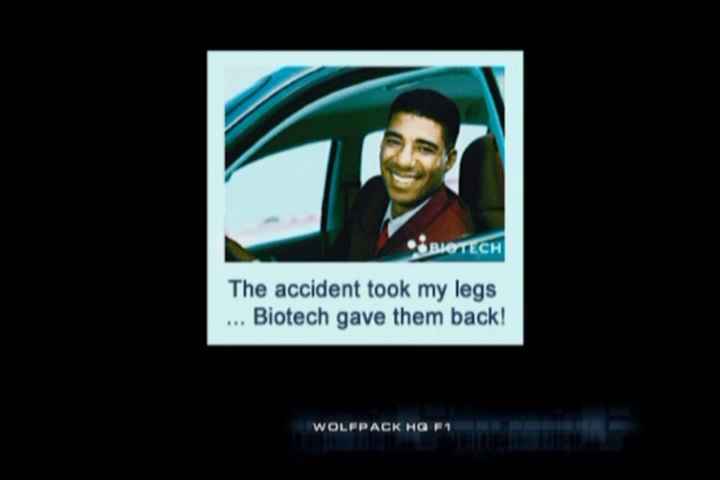 BIOTECH
The accident took my legs
... Biotech gave them back!
WOLFPACK HQ F1